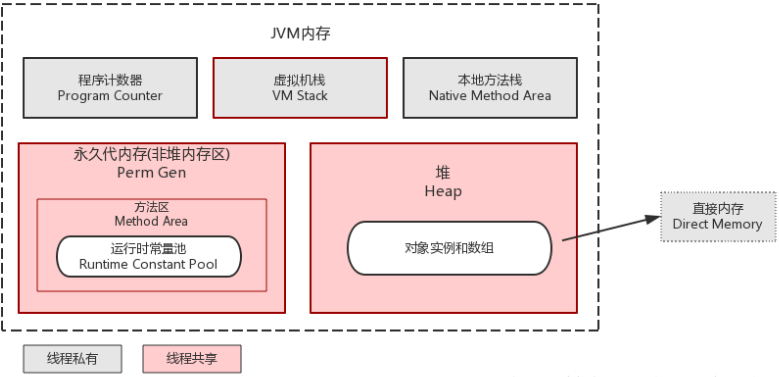 JVM内存
程序计数器
Program Counter
虚拟机栈
VM Stack
本地方法栈
Native Method Area
永久代内存(非堆内存区)
Perm Gen
方法区
Method Area
运行时常量池
Runtime Constant Pool
堆
Heap
对象实例和数组
直接内存
Direct Memory
线程私有
线程共享